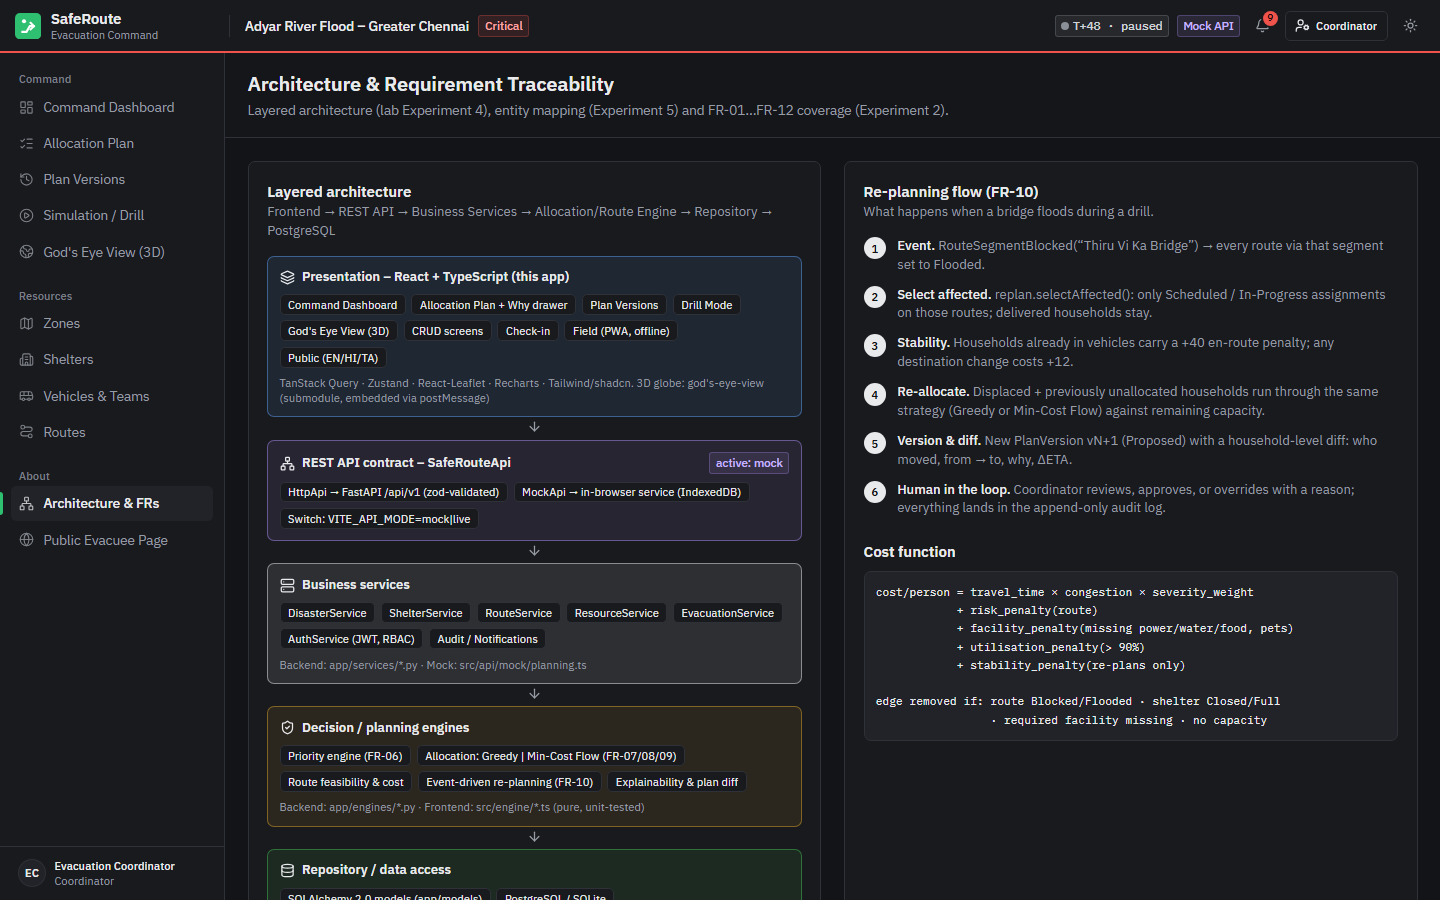 SafeRoute
Evacuation Command
Adyar River Flood – Greater Chennai
Critical
T+48 · paused
Mock API
9
Coordinator
Command
Command Dashboard
Allocation Plan
Plan Versions
Simulation / Drill
God's Eye View (3D)
Resources
Zones
Shelters
Vehicles & Teams
Routes
About
Architecture & FRs
Public Evacuee Page
EC
Evacuation Coordinator
Coordinator
Architecture & Requirement Traceability
Layered architecture (lab Experiment 4), entity mapping (Experiment 5) and FR-01…FR-12 coverage (Experiment 2).
Layered architecture
Frontend → REST API → Business Services → Allocation/Route Engine → Repository →
PostgreSQL
Presentation – React + TypeScript (this app)
Command Dashboard
Allocation Plan + Why drawer
Plan Versions
Drill Mode
God's Eye View (3D)
CRUD screens
Check-in
Field (PWA, offline)
Public (EN/HI/TA)
TanStack Query · Zustand · React-Leaflet · Recharts · Tailwind/shadcn. 3D globe: god's-eye-view
(submodule, embedded via postMessage)
REST API contract – SafeRouteApi
active: mock
HttpApi → FastAPI /api/v1 (zod-validated)
MockApi → in-browser service (IndexedDB)
Switch: VITE_API_MODE=mock|live
Business services
DisasterService
ShelterService
RouteService
ResourceService
EvacuationService
AuthService (JWT, RBAC)
Audit / Notifications
Backend: app/services/*.py · Mock: src/api/mock/planning.ts
Decision / planning engines
Priority engine (FR-06)
Allocation: Greedy | Min-Cost Flow (FR-07/08/09)
Route feasibility & cost
Event-driven re-planning (FR-10)
Explainability & plan diff
Backend: app/engines/*.py · Frontend: src/engine/*.ts (pure, unit-tested)
Repository / data access
SQLAlchemy 2.0 models (app/models)
PostgreSQL / SQLite
Re-planning flow (FR-10)
What happens when a bridge floods during a drill.
1
Event. RouteSegmentBlocked(“Thiru Vi Ka Bridge”) → every route via that segment
set to Flooded.
2
Select affected. replan.selectAffected(): only Scheduled / In-Progress assignments
on those routes; delivered households stay.
3
Stability. Households already in vehicles carry a +40 en-route penalty; any
destination change costs +12.
4
Re-allocate. Displaced + previously unallocated households run through the same
strategy (Greedy or Min-Cost Flow) against remaining capacity.
5
Version & diff. New PlanVersion vN+1 (Proposed) with a household-level diff: who
moved, from → to, why, ΔETA.
6
Human in the loop. Coordinator reviews, approves, or overrides with a reason;
everything lands in the append-only audit log.
Cost function
cost/person = travel_time × congestion × severity_weight
+ risk_penalty(route)
+ facility_penalty(missing power/water/food, pets)
+ utilisation_penalty(> 90%)
+ stability_penalty(re-plans only)
edge removed if: route Blocked/Flooded · shelter Closed/Full
· required facility missing · no capacity